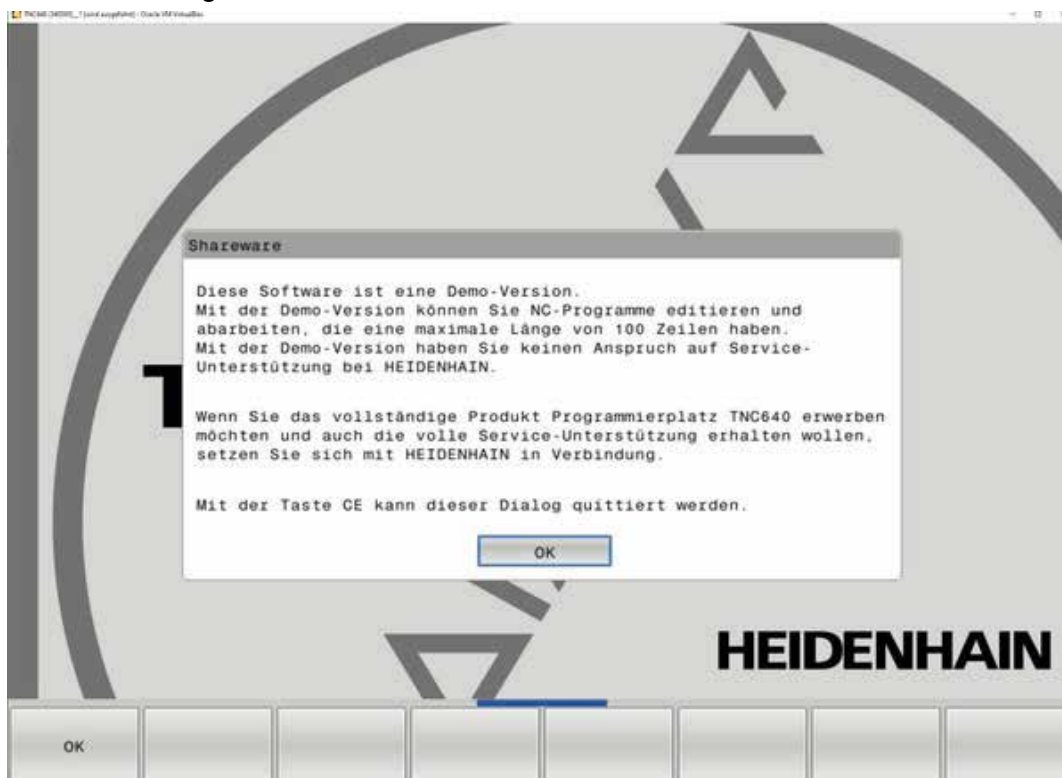 Shareware
Diese Software ist eine Demo-Version.
Mit der Demo-Version können Sie NC-Programme editieren und
abarbeiten, die eine maximale Länge von 100 Zeilen haben.
Mit der Demo-Version haben Sie keinen Anspruch auf Service-
Unterstützung bei HEIDENHAIN.
Wenn Sie das vollständige Produkt Programmierplatz TNC640 erwerben
möchten und auch die volle Service-Unterstützung erhalten wollen,
setzen Sie sich mit HEIDENHAIN in Verbindung.
Mit der Taste CE kann dieser Dialog quittiert werden.
OK
HEIDENHAIN
OK